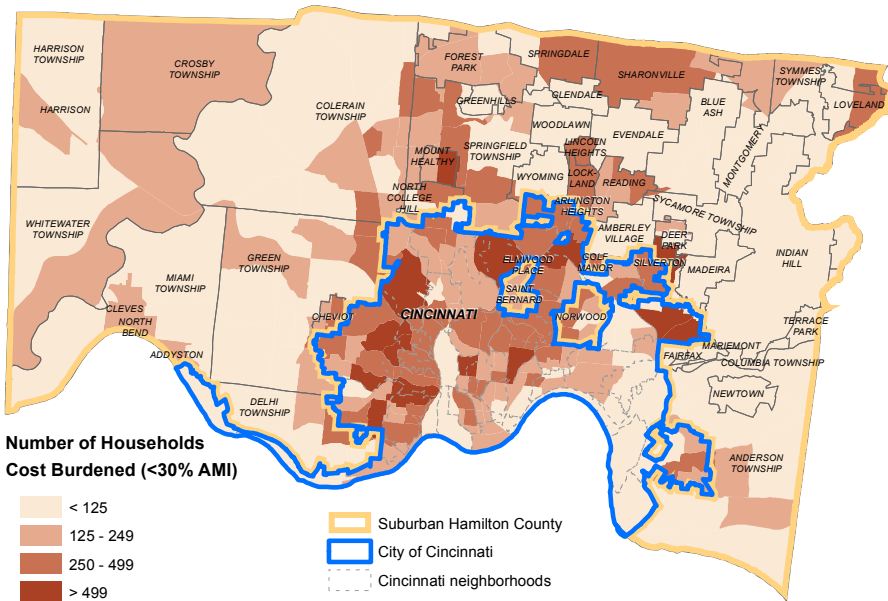 HARRISON
TOWNSHIP
CROSBY
TOWNSHIP
FOREST
PARK
SPRINGDALE
SHARONVILLE
SYMMES
TOWNSHIP
LOVELAND
HARRISON
COLERAIN
TOWNSHIP
GREENHILLS
GLENDALE
BLUE
ASH
WOODLAWN
EVENDALE
MONTGOMERY
MOUNT
HEALTHY
SPRINGFIELD
TOWNSHIP
LINCOLN
HEIGHTS
WYOMING
LOCK-
LAND
READING
NORTH
COLLEGE
HILL
ARLINGTON
HEIGHTS
SYCAMORE TOWNSHIP
WHITEWATER
TOWNSHIP
AMBERLEY
VILLAGE
DEER
PARK
INDIAN
HILL
GREEN
TOWNSHIP
ELMWOOD
PLACE
GOLF
MANOR
SILVERTON
MADEIRA
MIAMI
TOWNSHIP
SAINT
BERNARD
CLEVES
NORTH
BEND
CHEVIOT
CINCINNATI
NORWOOD
TERRACE
PARK
MARIEMONT
ADDYSTON
FAIRFAX
COLUMBIA TOWNSHIP
NEWTOWN
DELHI
TOWNSHIP
ANDERSON
TOWNSHIP
Number of Households
Cost Burdened (<30% AMI)
< 125
125 - 249
250 - 499
> 499
Suburban Hamilton County
City of Cincinnati
Cincinnati neighborhoods